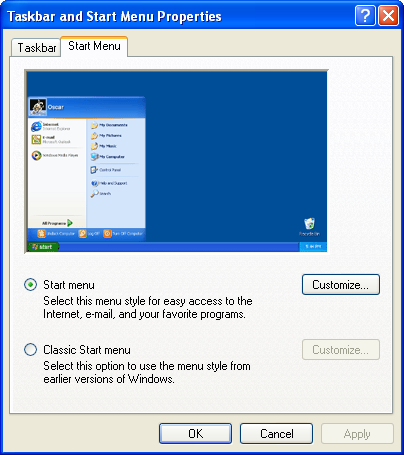 Taskbar and Start Menu Properties
Taskbar
Start Menu
Oscar
Internet
Internet Explorer
E-mail
Microsoft Outlook
Windows Media Player
All Programs
My Documents
My Pictures
My Music
My Computer
Control Panel
Help and Support
Search
Log Off
Turn Off Computer
Recycle Bin
start
Start menu
Customize...
Select this menu style for easy access to the
Internet, e-mail, and your favorite programs.
Classic Start menu
Customize...
Select this option to use the menu style from
earlier versions of Windows.
OK
Cancel
Apply